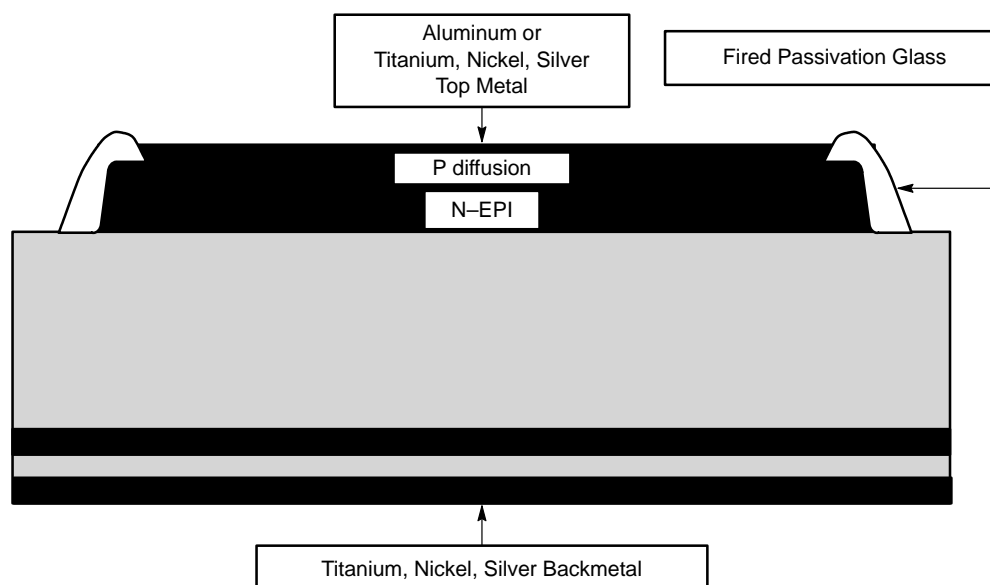 Aluminum or
Titanium, Nickel, Silver
Top Metal
Fired Passivation Glass
P diffusion
N–EPI
Titanium, Nickel, Silver Backmetal